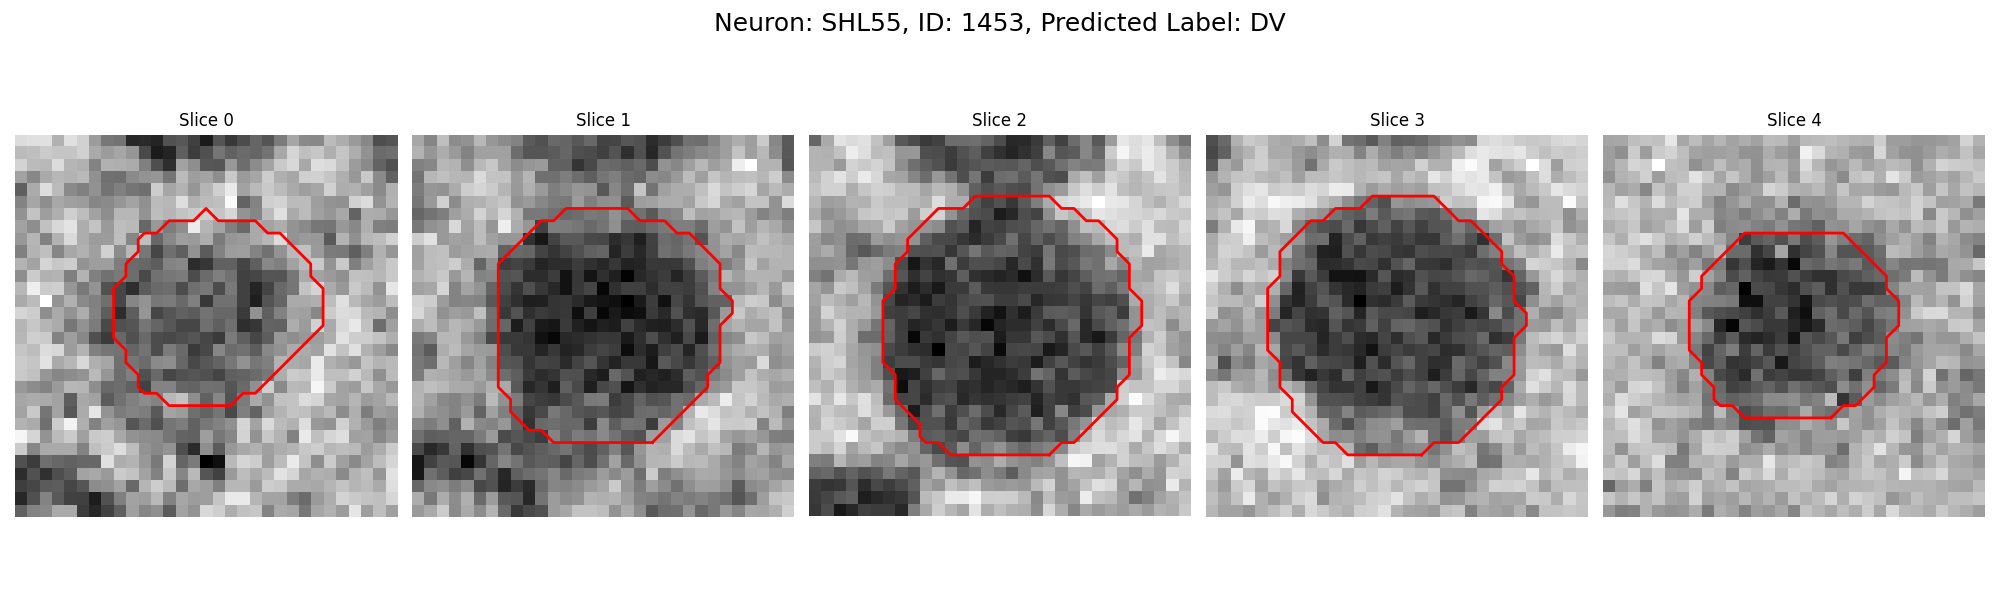 Neuron: SHL55, ID: 1453, Predicted Label: DV
Slice 0
Slice 1
Slice 2
Slice 3
Slice 4